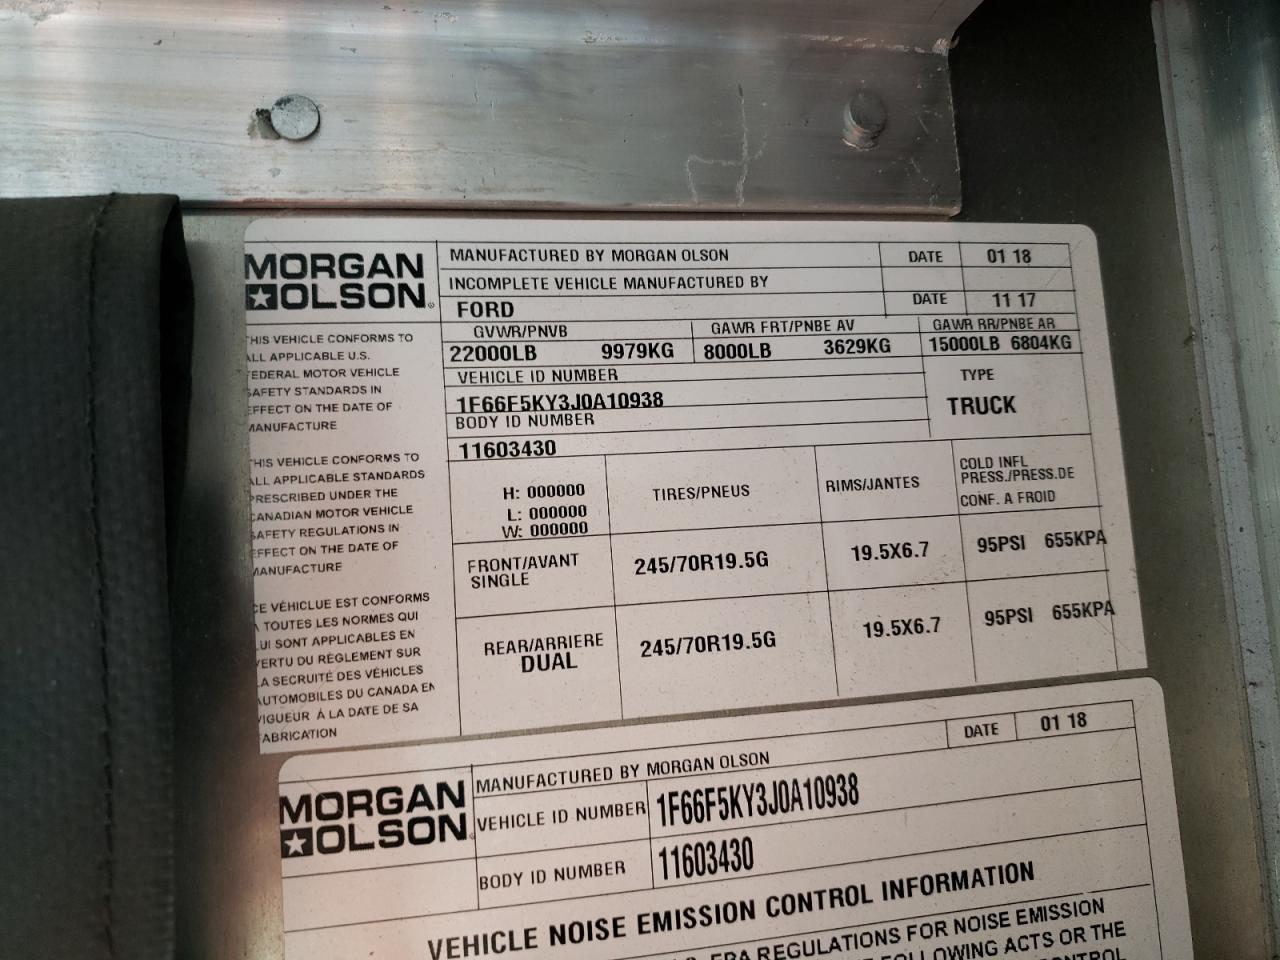 MORGAN
OLSON
MANUFACTURED BY MORGAN OLSON DATE 01 18
INCOMPLETE VEHICLE MANUFACTURED BY
FORD DATE 11 17
GVWR/PNVB GAWR FRT/PNBE AV GAWR RR/PNBE AR
22000LB 9979KG 8000LB 3629KG 15000LB 6804KG
VEHICLE ID NUMBER TYPE
1F66F5KY3J0A10938 TRUCK
BODY ID NUMBER
11603430
H: 000000
L: 000000
W: 000000
TIRES/PNEUS RIMS/JANTES
COLD INFL
PRESS./PRESS.DE
CONF. A FROID
FRONT/AVANT
SINGLE
245/70R19.5G 19.5X6.7 95PSI 655KPA
REAR/ARRIERE
DUAL
245/70R19.5G 19.5X6.7 95PSI 655KPA
HIS VEHICLE CONFORMS TO
LL APPLICABLE U.S.
EDERAL MOTOR VEHICLE
AFETY STANDARDS IN
FFECT ON THE DATE OF
MANUFACTURE
HIS VEHICLE CONFORMS TO
LL APPLICABLE STANDARDS
PRESCRIBED UNDER THE
CANADIAN MOTOR VEHICLE
SAFETY REGULATIONS IN
EFFECT ON THE DATE OF
MANUFACTURE
CE VÉHICLUE EST CONFORMS
TOUTES LES NORMES QUI
UI SONT APPLICABLES EN
VERTU DU RÈGLEMENT SUR
LA SECRUITÉ DES VÉHICLES
AUTOMOBILES DU CANADA EN
VIGUEUR À LA DATE DE SA
FABRICATION
MORGAN
OLSON
MANUFACTURED BY MORGAN OLSON DATE 01 18
VEHICLE ID NUMBER 1F66F5KY3J0A10938
BODY ID NUMBER 11603430
VEHICLE NOISE EMISSION CONTROL INFORMATION
EPA REGULATIONS FOR NOISE EMISSION
FOLLOWING ACTS OR THE
CONTROL